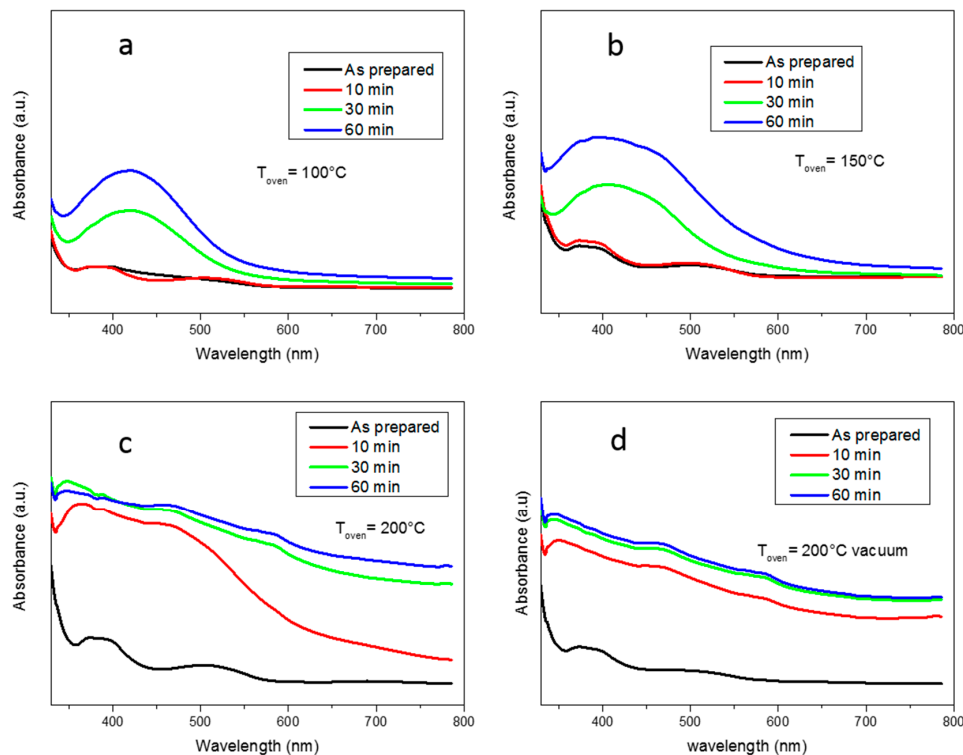 a
As prepared
10 min
30 min
60 min
T_oven = 100°C
Absorbance (a.u.)
400 500 600 700 800
Wavelength (nm)
b
As prepared
10 min
30 min
60 min
T_oven = 150°C
Absorbance (a.u.)
400 500 600 700 800
Wavelength (nm)
c
As prepared
10 min
30 min
60 min
T_oven = 200°C
Absorbance (a.u.)
400 500 600 700 800
Wavelength (nm)
d
As prepared
10 min
30 min
60 min
T_oven = 200°C vacuum
Absorbance (a.u)
400 500 600 700 800
wavelength (nm)